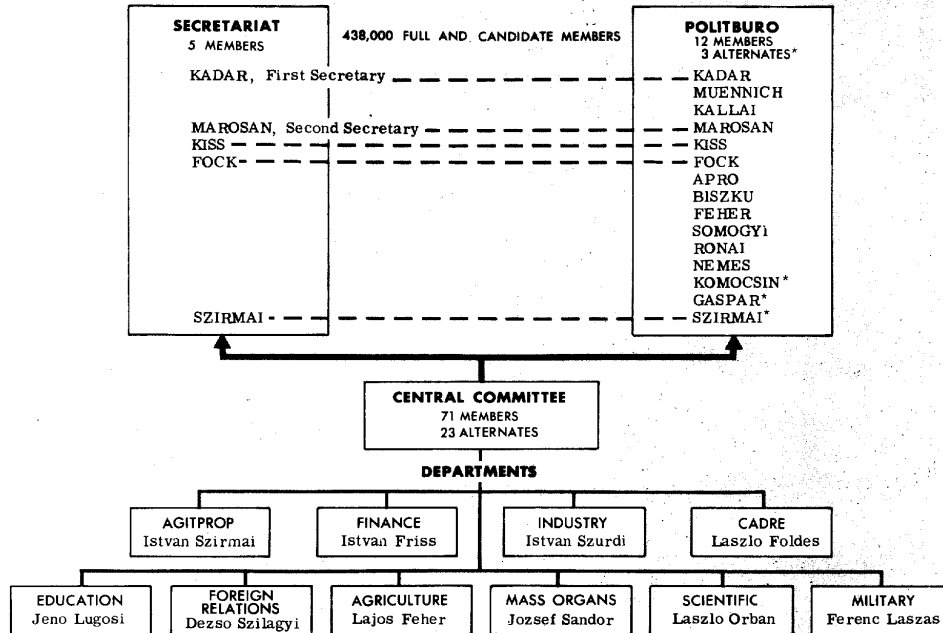 SECRETARIAT
5 MEMBERS
KADAR, First Secretary
MAROSAN, Second Secretary
KISS
FOCK
SZIRMAI
438,000 FULL AND CANDIDATE MEMBERS
POLITBURO
12 MEMBERS
3 ALTERNATES*
KADAR
MUENNICH
KALLAI
MAROSAN
KISS
FOCK
APRO
BISZKU
FEHER
SOMOGYI
RONAI
NEMES
KOMOCSIN*
GASPAR*
SZIRMAI*
CENTRAL COMMITTEE
71 MEMBERS
23 ALTERNATES
DEPARTMENTS
AGITPROP
Istvan Szirmai
FINANCE
Istvan Friss
INDUSTRY
Istvan Szurdi
CADRE
Laszlo Foldes
EDUCATION
Jeno Lugosi
FOREIGN
RELATIONS
Dezso Szilagyi
AGRICULTURE
Lajos Feher
MASS ORGANS
Jozsef Sandor
SCIENTIFIC
Laszlo Orban
MILITARY
Ferenc Laszas